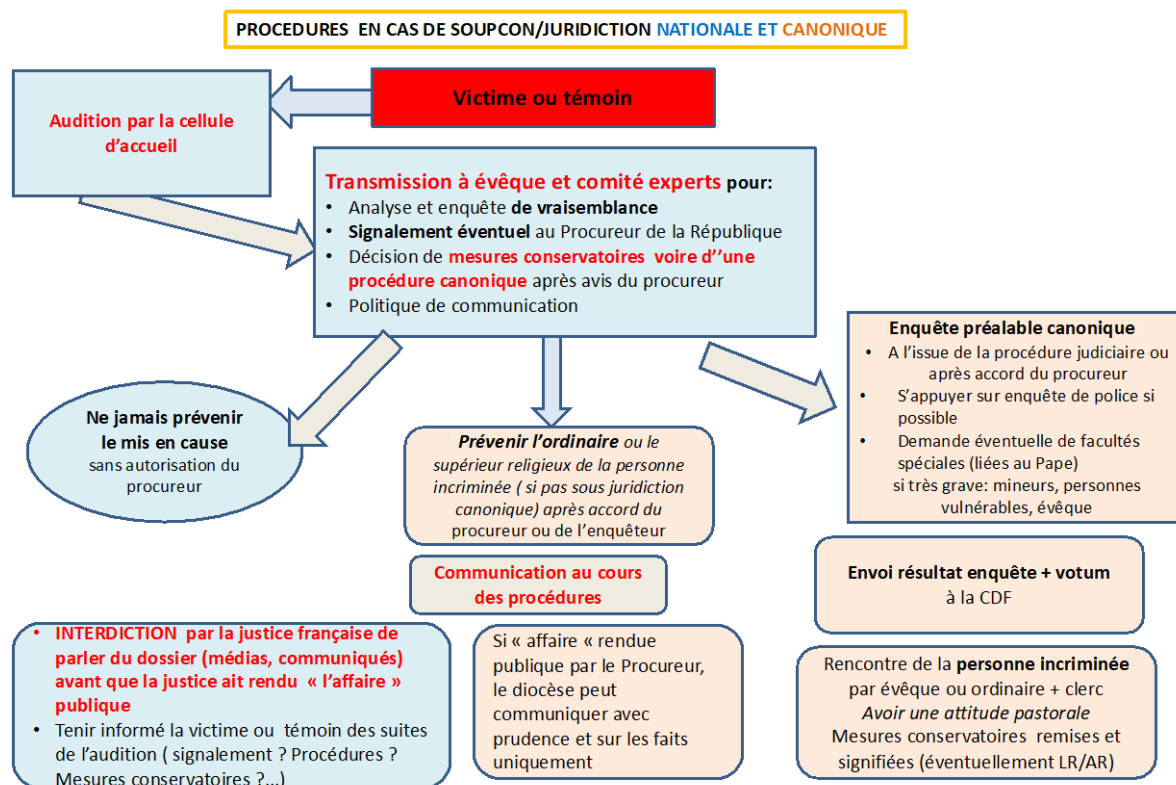 PROCEDURES EN CAS DE SOUPCON/JURIDICTION NATIONALE ET CANONIQUE
Victime ou témoin
Audition par la cellule
d’accueil
Transmission à évêque et comité experts pour:
• Analyse et enquête de vraisemblance
• Signalement éventuel au Procureur de la République
• Décision de mesures conservatoires voire d’’une
procédure canonique après avis du procureur
• Politique de communication
Ne jamais prévenir
le mis en cause
sans autorisation du
procureur
Prévenir l’ordinaire ou le
supérieur religieux de la personne
incriminée ( si pas sous juridiction
canonique) après accord du
procureur ou de l’enquêteur
Enquête préalable canonique :
• A l’issue de la procédure judiciaire ou
après accord du procureur
• S’appuyer sur enquête de police si
possible
• Demande éventuelle de facultés
spéciales (liées au Pape)
si très grave: mineurs, personnes
vulnérables, évêque
Communication au cours
des procédures
Envoi résultat enquête + votum
à la CDF
• INTERDICTION par la justice française de
parler du dossier (médias, communiqués)
avant que la justice ait rendu « l’affaire »
publique
• Tenir informé la victime ou témoin des suites
de l’audition ( signalement ? Procédures ?
Mesures conservatoires ?...)
Si « affaire « rendue
publique par le Procureur,
le diocèse peut
communiquer avec
prudence et sur les faits
uniquement
Rencontre de la personne incriminée
par évêque ou ordinaire + clerc
Avoir une attitude pastorale
Mesures conservatoires remises et
signifiées (éventuellement LR/AR)